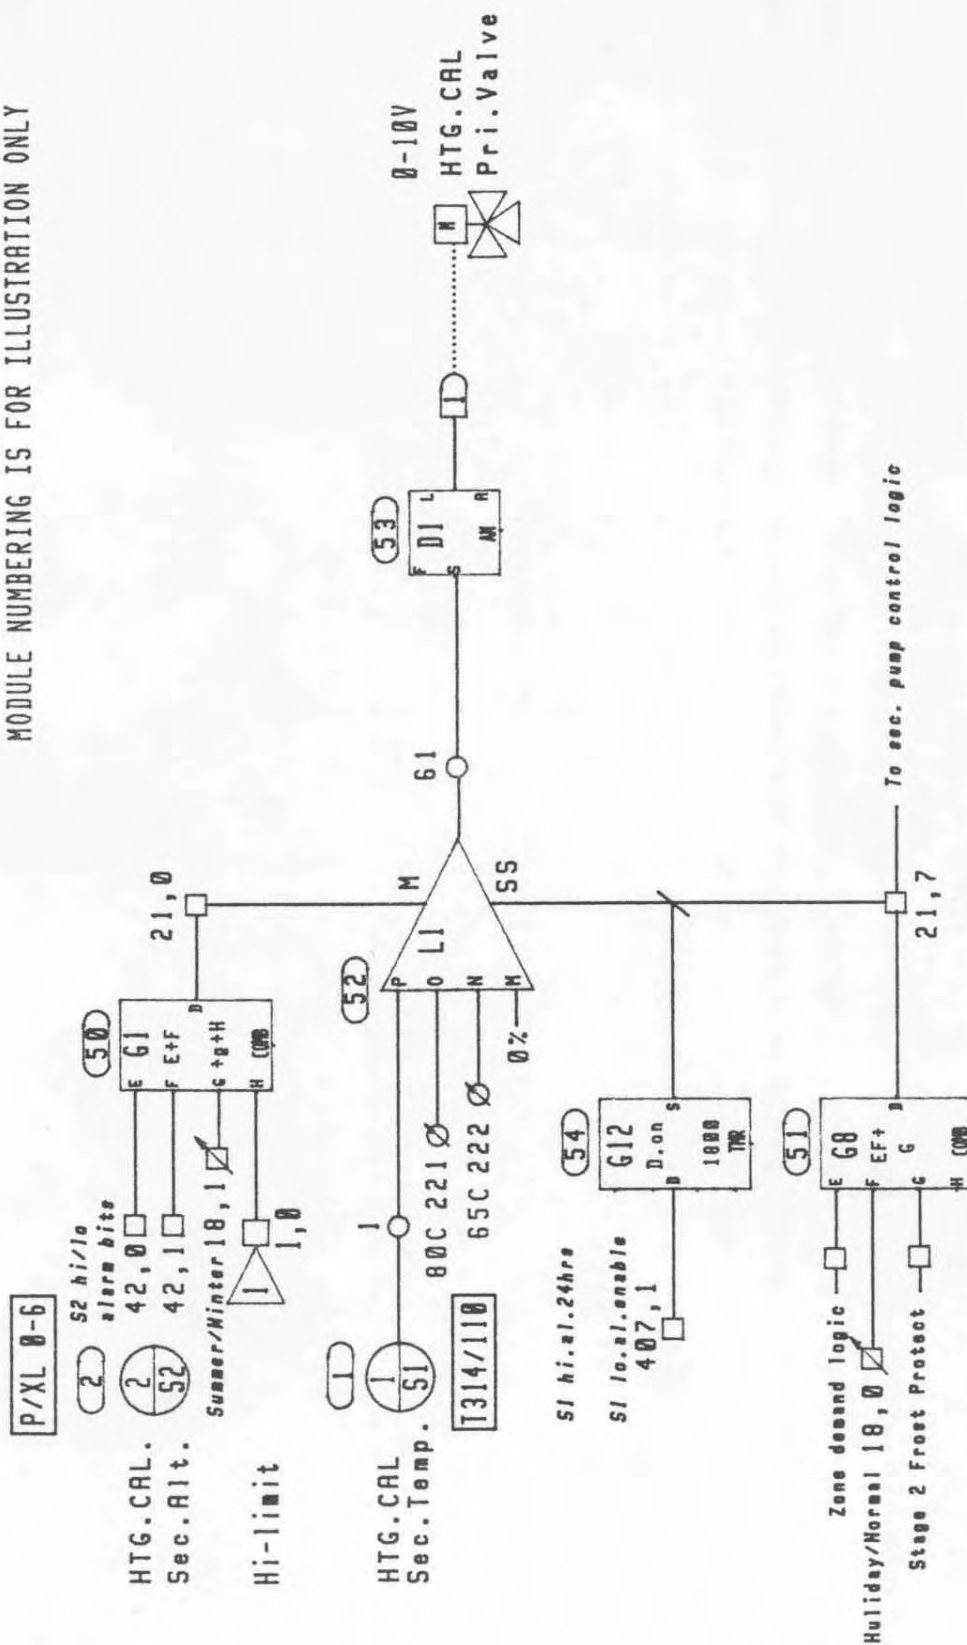 MODULE NUMBERING IS FOR ILLUSTRATION ONLY
P/XL 0-6
2
S2 hi/lo
alarm bits
HTG.CAL.
Sec.Alt.
2
S2
42,0
42,1
Summer/Winter 18,1
Hi-limit
1
1,0
50
E G1
F E+F
G +g+H
H COMB
D
21,0
1
HTG.CAL
Sec.Temp.
1
S1
T314/110
1
80C 221
65C 222
0%
52
P
O
N
M
L1
M
SS
61
53
F D1 L
S
AM
R
1
0-10V
HTG.CAL
Pri.Valve
M
S1 hi.al.24hrs
S1 lo.al.enable
407,1
54
G12
D.on
D
S
1800
TMR
Zone demand logic
Huliday/Normal 18,0
Stage 2 Frost Protect
51
E G8
F EF+
G G
H COMB
D
21,7
To sec. pump control logic